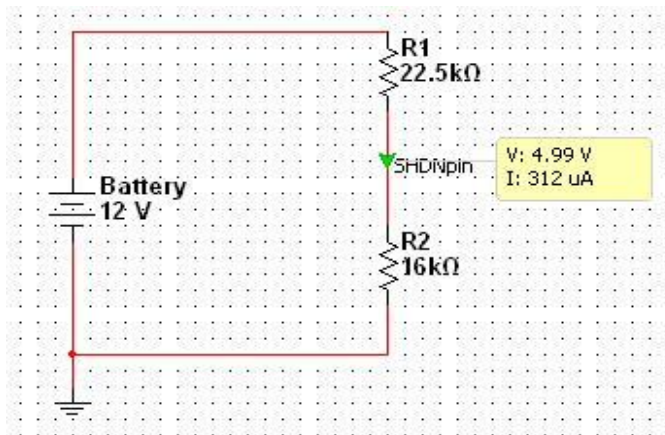 R1
22.5kΩ
SHDNpin
V: 4.99 V
I: 312 uA
Battery
12 V
R2
16kΩ